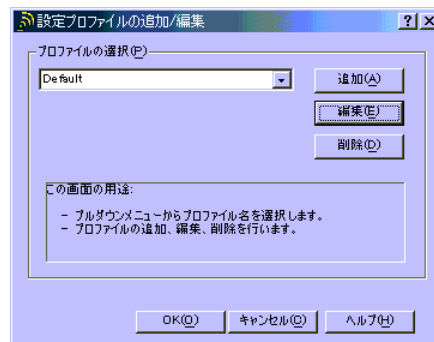 設定プロファイルの追加/編集
プロファイルの選択(P)
Default
追加(A)
編集(E)
削除(D)
この画面の用途:
- プルダウンメニューからプロファイル名を選択します。
- プロファイルの追加、編集、削除を行います。
OK(O)
キャンセル(C)
ヘルプ(H)